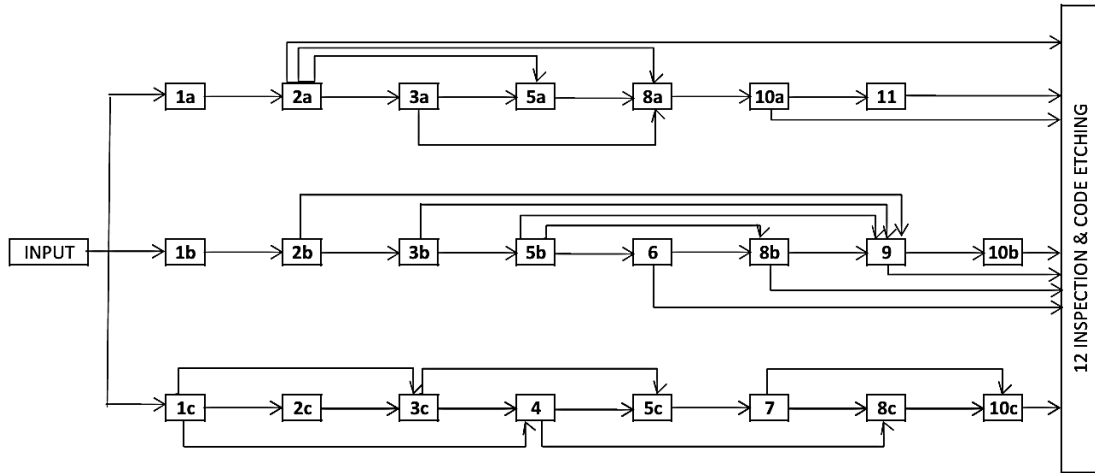 1a 2a 3a 5a 8a 10a 11
INPUT 1b 2b 3b 5b 6 8b 9 10b
1c 2c 3c 4 5c 7 8c 10c
12 INSPECTION & CODE ETCHING